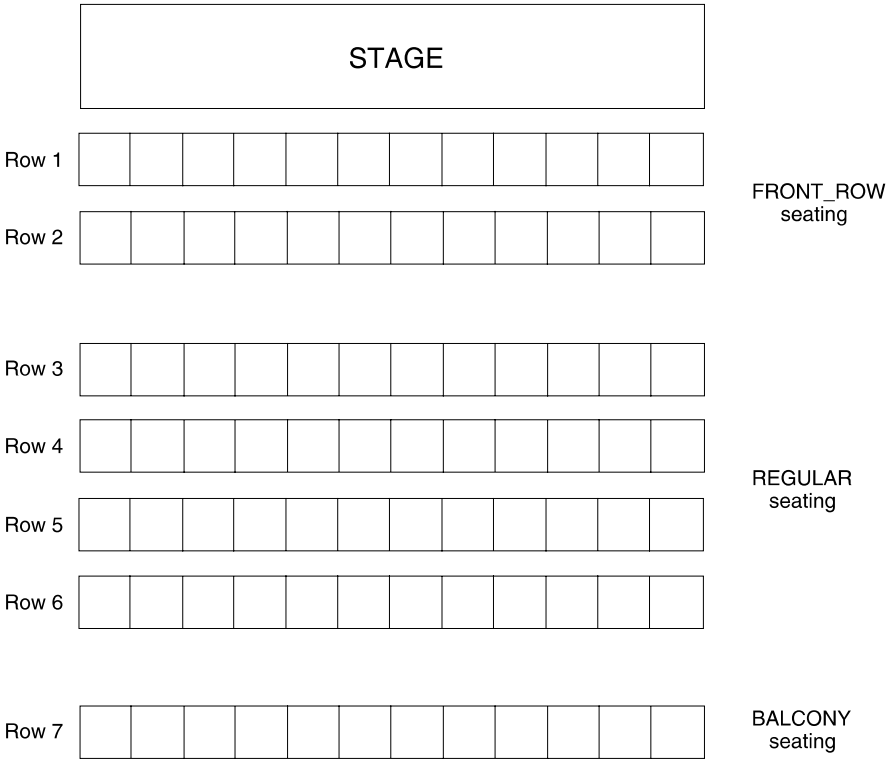 STAGE
Row 1
FRONT_ROW
seating
Row 2
Row 3
Row 4
REGULAR
seating
Row 5
Row 6
Row 7
BALCONY
seating